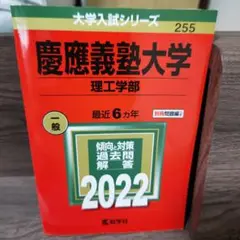 大学入試シリーズ
255
慶應義塾大学
理工学部
最近6カ年
別冊問題編
一般
傾向と対策
過去問
解答
2022
教学社